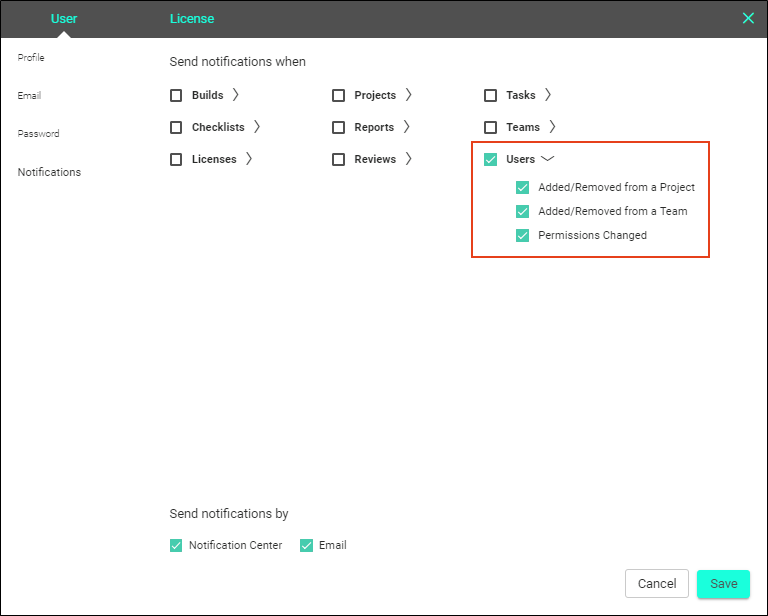 User License
Profile
Email
Password
Notifications
Send notifications when
Builds Projects Tasks
Checklists Reports Teams
Licenses Reviews Users
Added/Removed from a Project
Added/Removed from a Team
Permissions Changed
Send notifications by
Notification Center Email
Cancel Save